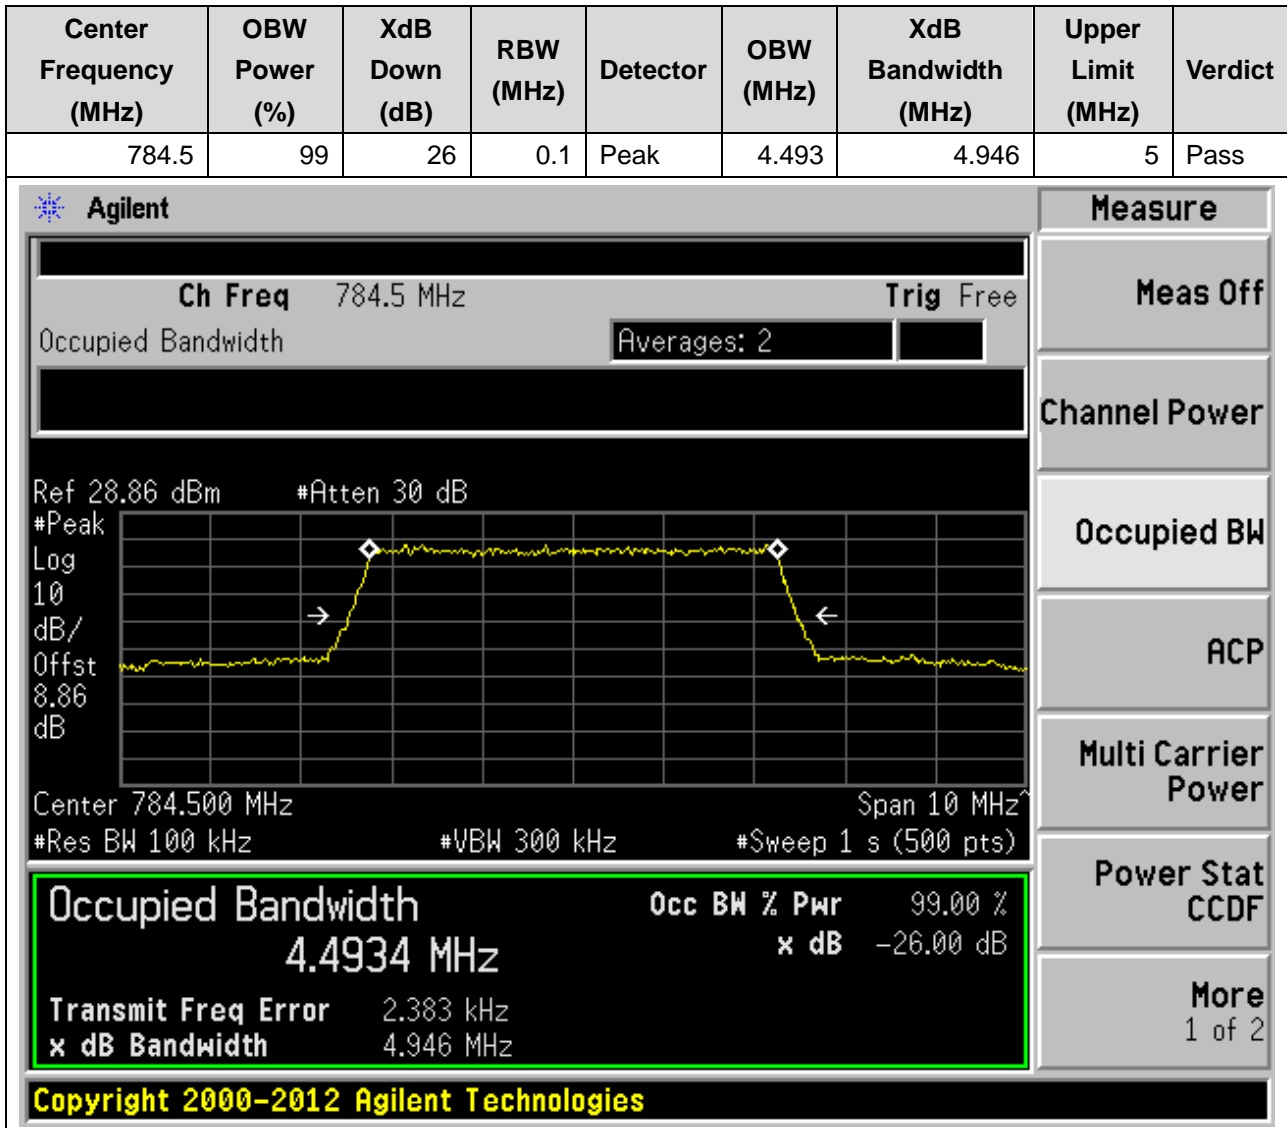 Center Frequency (MHz) OBW Power (%) XdB Down (dB) RBW (MHz) Detector OBW (MHz) XdB Bandwidth (MHz) Upper Limit (MHz) Verdict
784.5 99 26 0.1 Peak 4.493 4.946 5 Pass
Agilent
Measure
Ch Freq 784.5 MHz Trig Free
Occupied Bandwidth Averages: 2
Meas Off
Channel Power
Occupied BW
ACP
Multi Carrier
Power
Power Stat
CCDF
More
1 of 2
Ref 28.86 dBm #Atten 30 dB
#Peak
Log
10
dB/
Offst
8.86
dB
Center 784.500 MHz Span 10 MHz^
#Res BW 100 kHz #VBW 300 kHz #Sweep 1 s (500 pts)
Occupied Bandwidth Occ BW % Pwr 99.00 %
4.4934 MHz x dB -26.00 dB
Transmit Freq Error 2.383 kHz
x dB Bandwidth 4.946 MHz
Copyright 2000-2012 Agilent Technologies